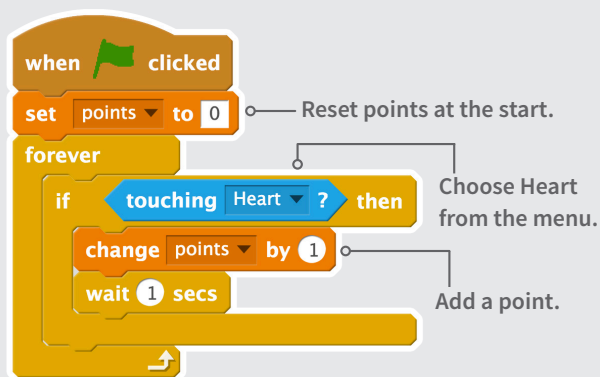 when clicked
set points to 0
Reset points at the start.
forever
if touching Heart ? then
Choose Heart
from the menu.
change points by 1
wait 1 secs
Add a point.